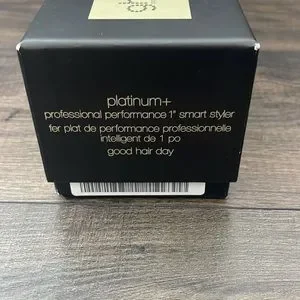 platinum+
professional performance 1" smart styler
fer plat de performance professionnelle
intelligent de 1 po
good hair day